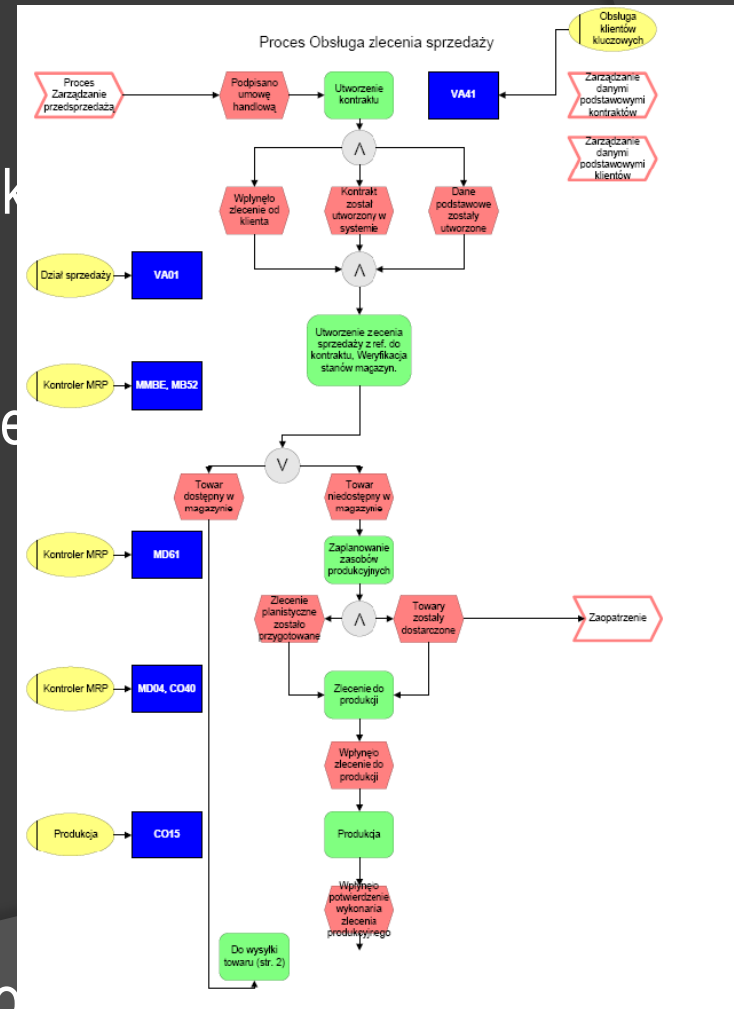 Obsługa
klientów
kluczowych
Proces Obsługa zlecenia sprzedaży
Proces
Zarządzanie
przedsprzedażą
Podpisano
umowę
handlową
Utworzenie
kontraktu
VA41
Zarządzanie
danymi
podstawowymi
kontraktów
Zarządzanie
danymi
podstawowymi
klientów
k
Λ
Wpłynęło
zlecenie od
klienta
Kontrakt
został
utworzony w
systemie
Dane
podstawowe
zostały
utworzone
Dział sprzedaży
VA01
Λ
Utworzenie zecenia
sprzedaży z ref. do
kontraktu, Weryfikacja
stanów magazyn.
Kontroler MRP
MMBE, MB52
e
V
Towar
dostępny w
magazynie
Towar
niedostępny w
magazynie
Kontroler MRP
MD61
Zaplanowanie
zasobów
produkcyjnych
Zlecenie
planistyczne
zostało
przygotowane
Λ
Towary
zostały
dostarczone
Zaopatrzenie
Kontroler MRP
MD04, CO40
Zlecenie do
produkcji
Wpłynęło
zlecenie do
produkcji
Produkcja
CO15
Produkcja
Wpłynęło
potwierdzenie
wykonania
zlecenia
produkcyjnego
Do wysyłki
towaru (str. 2)